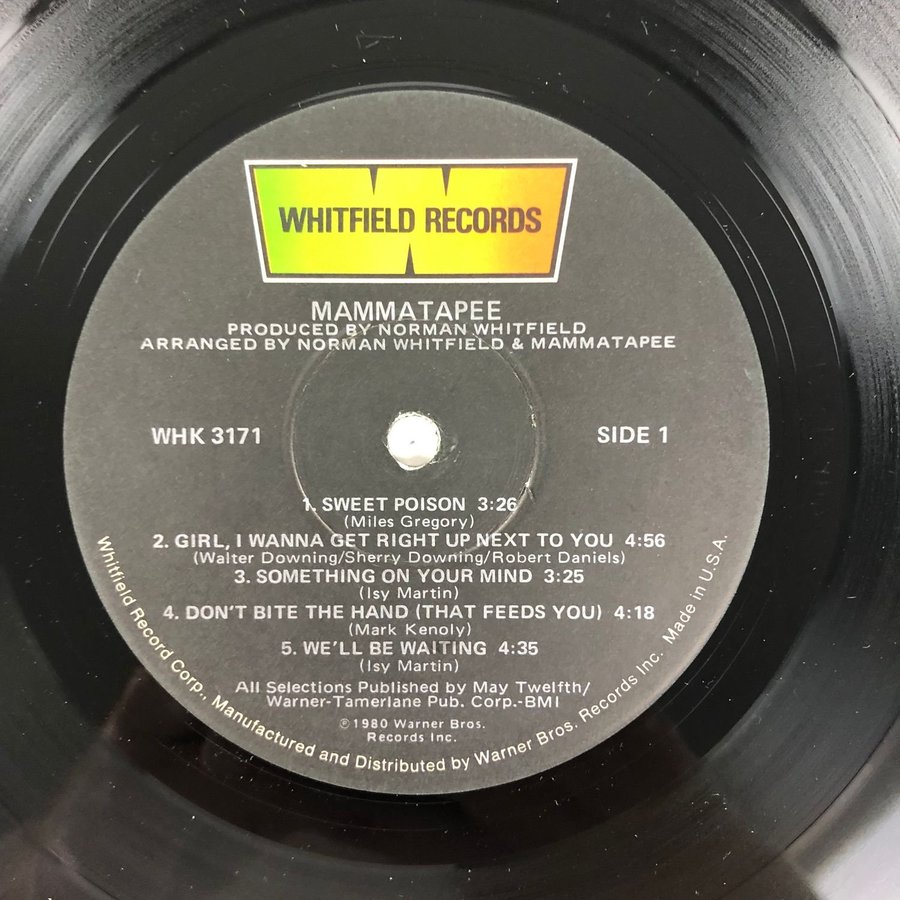 WHITFIELD RECORDS
MAMMATAPEE
PRODUCED BY NORMAN WHITFIELD
ARRANGED BY NORMAN WHITFIELD & MAMMATAPEE
WHK 3171
SIDE 1
1. SWEET POISON 3:26
(Miles Gregory)
2. GIRL, I WANNA GET RIGHT UP NEXT TO YOU 4:56
(Walter Downing/Sherry Downing/Robert Daniels)
3. SOMETHING ON YOUR MIND 3:25
(Isy Martin)
4. DON'T BITE THE HAND (THAT FEEDS YOU) 4:18
(Mark Kenoly)
5. WE'LL BE WAITING 4:35
(Isy Martin)
All Selections Published by May Twelfth/
Warner-Tamerlane Pub. Corp.-BMI
℗1980 Warner Bros.
Records Inc.
Whitfield Record Corp., Manufactured and Distributed by Warner Bros. Records Inc. Made in U.S.A.